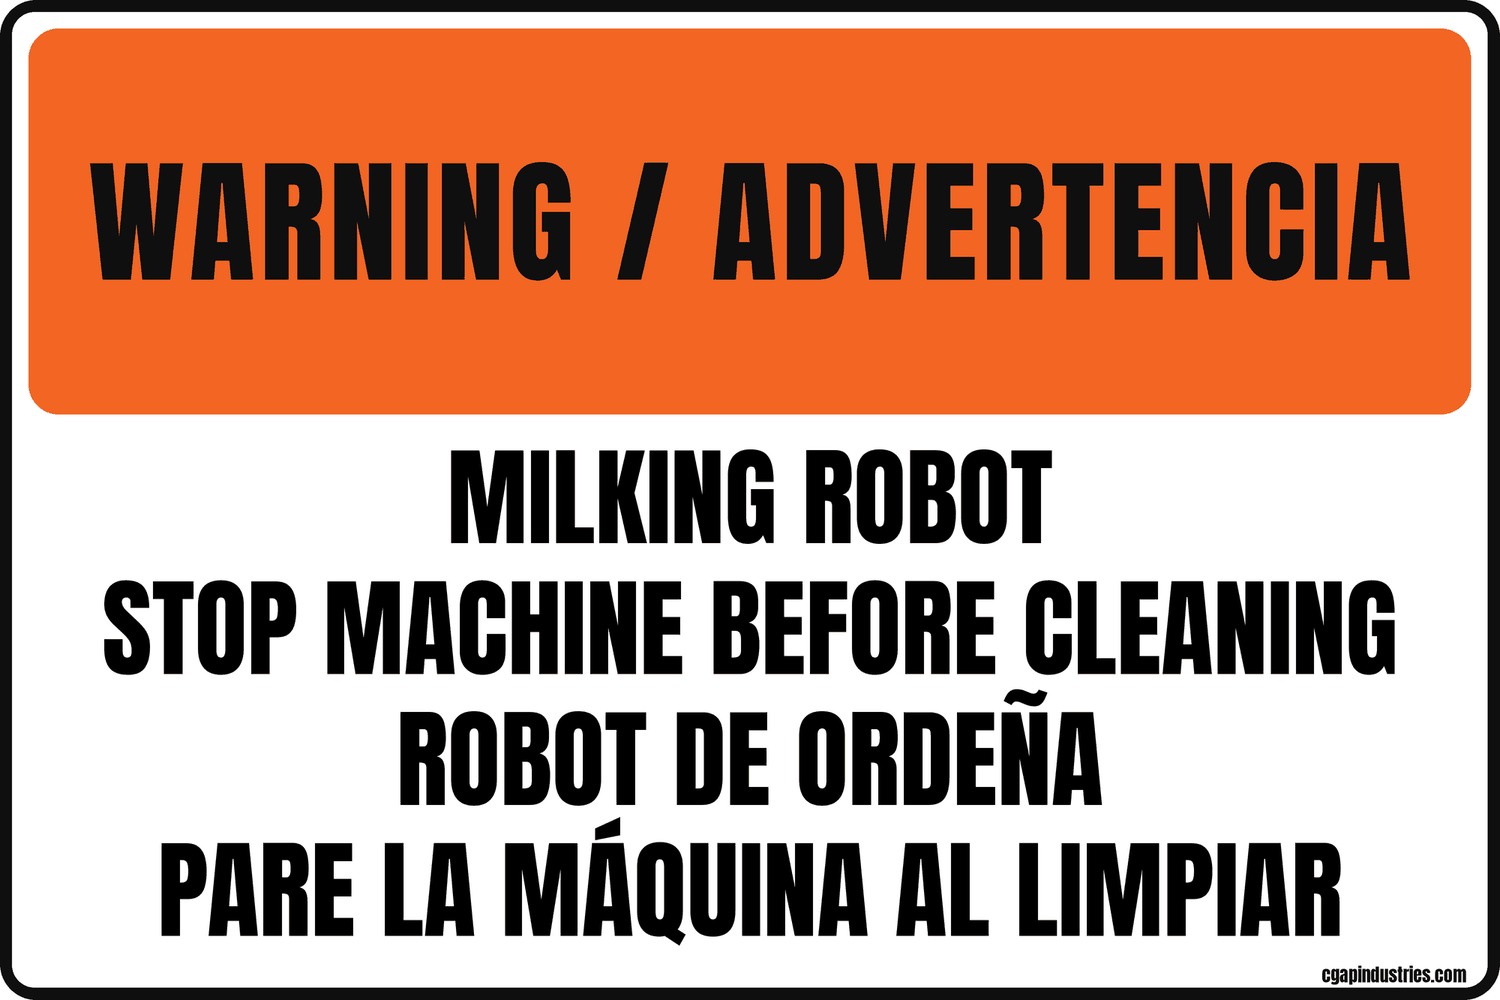 WARNING / ADVERTENCIA
MILKING ROBOT
STOP MACHINE BEFORE CLEANING
ROBOT DE ORDEÑA
PARE LA MÁQUINA AL LIMPIAR
cgapindustries.com